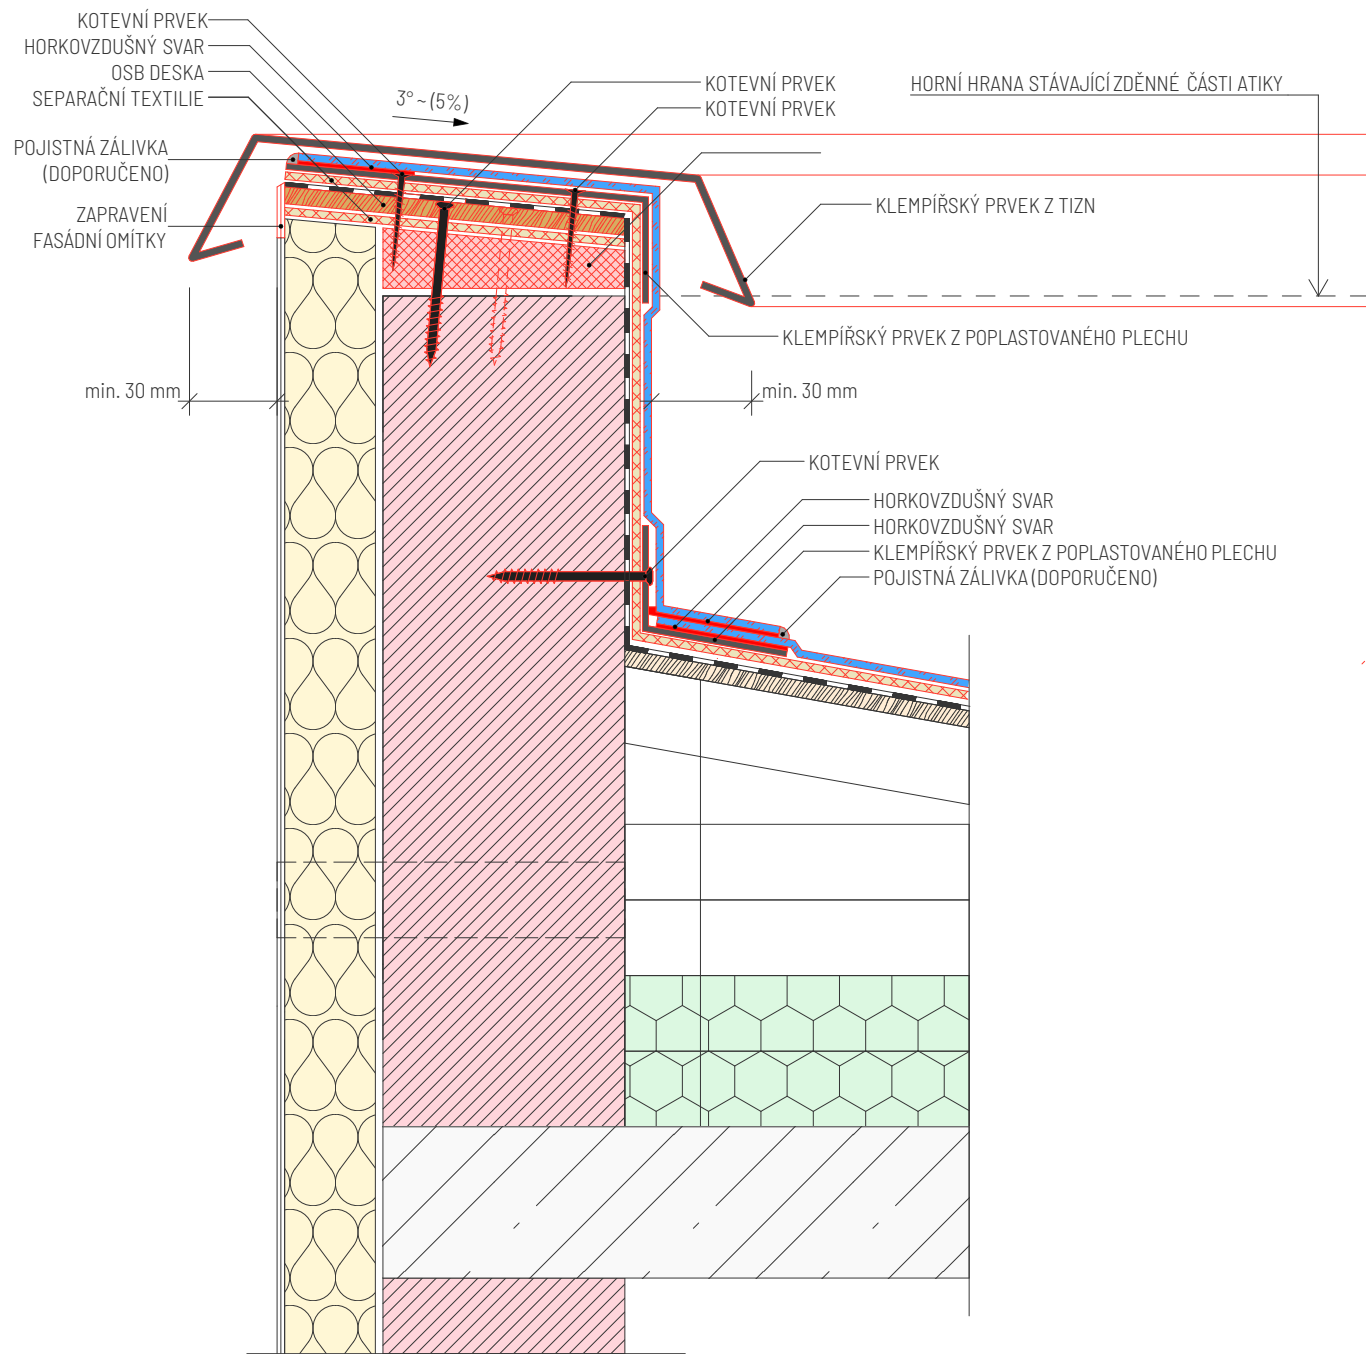 KOTEVNÍ PRVEK
HORKOVZDUŠNÝ SVAR
OSB DESKA
SEPARAČNÍ TEXTILIE
POJISTNÁ ZÁLIVKA
(DOPORUČENO)
ZAPRAVENÍ
FASÁDNÍ OMÍTKY
3° ~ (5%)
KOTEVNÍ PRVEK
KOTEVNÍ PRVEK
HORNÍ HRANA STÁVAJÍCÍ ZDĚNNÉ ČÁSTI ATIKY
KLEMPÍŘSKÝ PRVEK Z TIZN
KLEMPÍŘSKÝ PRVEK Z POPLASTOVANÉHO PLECHU
min. 30 mm
min. 30 mm
KOTEVNÍ PRVEK
HORKOVZDUŠNÝ SVAR
HORKOVZDUŠNÝ SVAR
KLEMPÍŘSKÝ PRVEK Z POPLASTOVANÉHO PLECHU
POJISTNÁ ZÁLIVKA (DOPORUČENO)